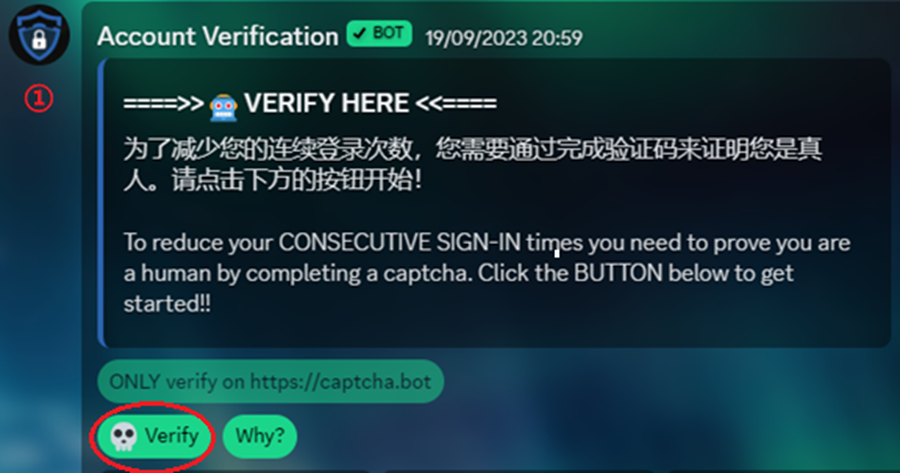 Account Verification ✓ BOT 19/09/2023 20:59
①
====>> 🤖 VERIFY HERE <<====
为了减少您的连续登录次数，您需要通过完成验证码来证明您是真
人。请点击下方的按钮开始！
To reduce your CONSECUTIVE SIGN-IN times you need to prove you are
a human by completing a captcha. Click the BUTTON below to get
started!!
ONLY verify on https://captcha.bot
💀 Verify Why?